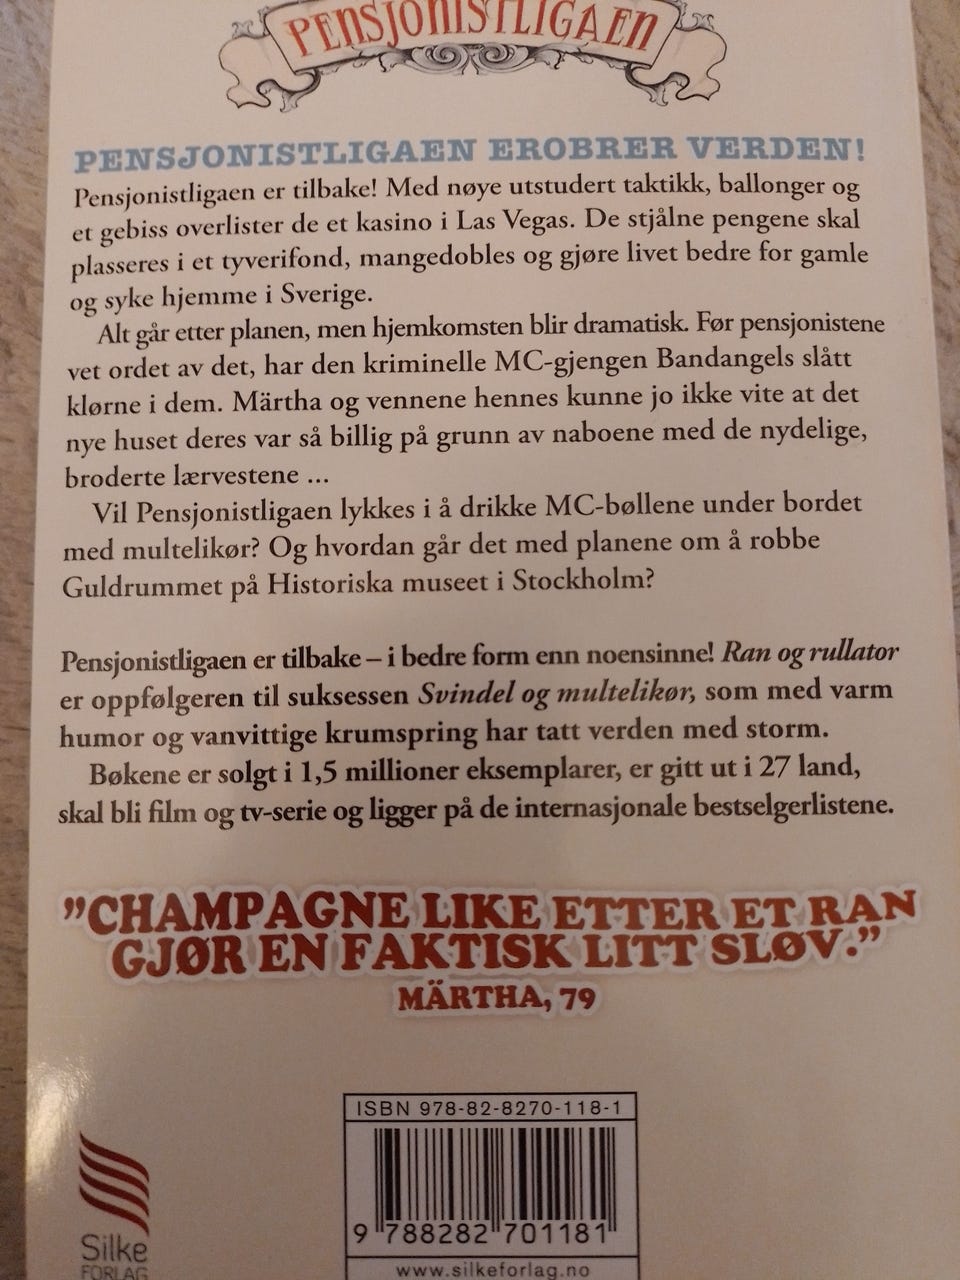 PENSJONISTLIGAEN
PENSJONISTLIGAEN EROBRER VERDEN!
Pensjonistligaen er tilbake! Med nøye utstudert taktikk, ballonger og
et gebiss overlister de et kasino i Las Vegas. De stjålne pengene skal
plasseres i et tyverifond, mangedobles og gjøre livet bedre for gamle
og syke hjemme i Sverige.
Alt går etter planen, men hjemkomsten blir dramatisk. Før pensjonistene
vet ordet av det, har den kriminelle MC-gjengen Bandangels slått
klørne i dem. Märtha og vennene hennes kunne jo ikke vite at det
nye huset deres var så billig på grunn av naboene med de nydelige,
broderte lærvestene ...
Vil Pensjonistligaen lykkes i å drikke MC-bøllene under bordet
med multelikør? Og hvordan går det med planene om å robbe
Guldrummet på Historiska museet i Stockholm?
Pensjonistligaen er tilbake – i bedre form enn noensinne! Ran og rullator
er oppfølgeren til suksessen Svindel og multelikør, som med varm
humor og vanvittige krumspring har tatt verden med storm.
Bøkene er solgt i 1,5 millioner eksemplarer, er gitt ut i 27 land,
skal bli film og tv-serie og ligger på de internasjonale bestselgerlistene.
”CHAMPAGNE LIKE ETTER ET RAN
GJØR EN FAKTISK LITT SLØV.”
MÄRTHA, 79
ISBN 978-82-8270-118-1
9 788282 701181
www.silkeforlag.no
Silke
FORLAG